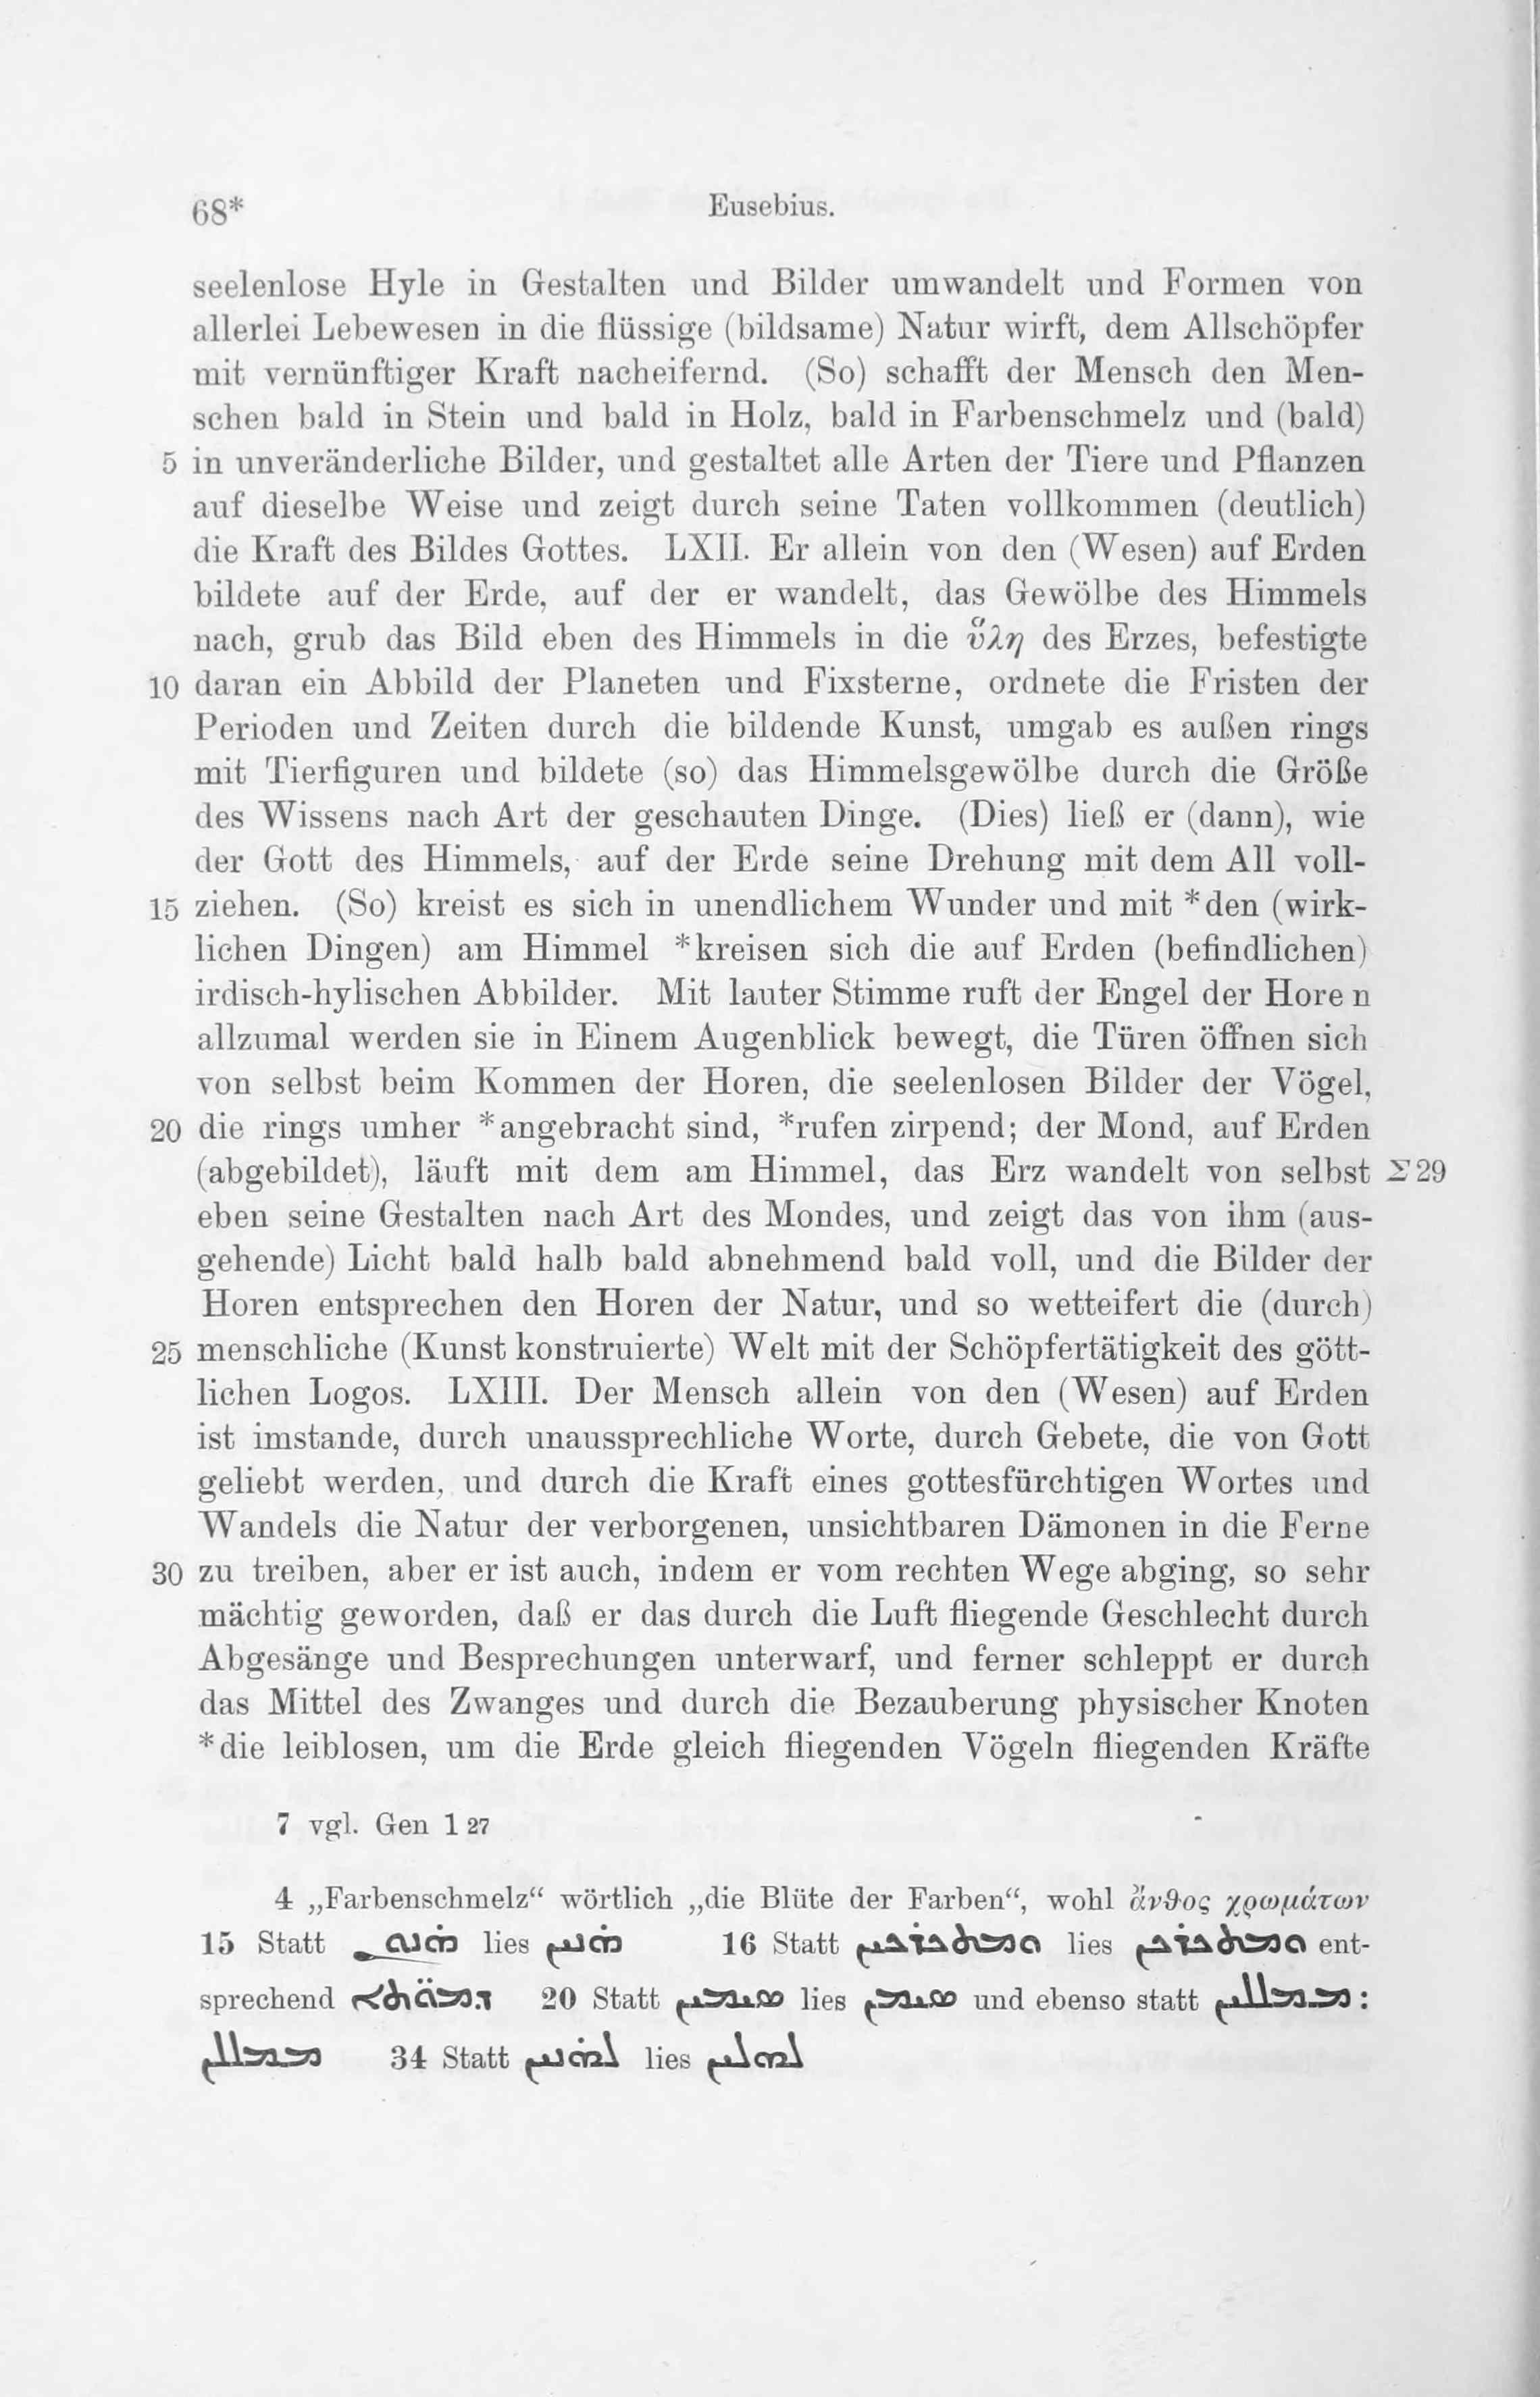 68*
Eusebius.
seelenlose Hyle in Gestalten und Bilder umwandelt und Formen von
allerlei Lebewesen in die flüssige (bildsame) Natur wirft, dem Allschöpfer
mit vernünftiger Kraft nacheifernd. (So) schafft der Mensch den Men-
schen bald in Stein und bald in Holz, bald in Farbenschmelz und (bald)
5 in unveränderliche Bilder, und gestaltet alle Arten der Tiere und Pflanzen
auf dieselbe Weise und zeigt durch seine Taten vollkommen (deutlich)
die Kraft des Bildes Gottes. LXII. Er allein von den (Wesen) auf Erden
bildete auf der Erde, auf der er wandelt, das Gewölbe des Himmels
nach, grub das Bild eben des Himmels in die ὕλη des Erzes, befestigte
10 daran ein Abbild der Planeten und Fixsterne, ordnete die Fristen der
Perioden und Zeiten durch die bildende Kunst, umgab es außen rings
mit Tierfiguren und bildete (so) das Himmelsgewölbe durch die Größe
des Wissens nach Art der geschauten Dinge. (Dies) ließ er (dann), wie
der Gott des Himmels, auf der Erde seine Drehung mit dem All voll-
15 ziehen. (So) kreist es sich in unendlichem Wunder und mit *den (wirk-
lichen Dingen) am Himmel *kreisen sich die auf Erden (befindlichen)
irdisch-hylischen Abbilder. Mit lauter Stimme ruft der Engel der Hore n
allzumal werden sie in Einem Augenblick bewegt, die Türen öffnen sich
von selbst beim Kommen der Horen, die seelenlosen Bilder der Vögel,
20 die rings umher *angebracht sind, *rufen zirpend; der Mond, auf Erden
(abgebildet), läuft mit dem am Himmel, das Erz wandelt von selbst Σ 29
eben seine Gestalten nach Art des Mondes, und zeigt das von ihm (aus-
gehende) Licht bald halb bald abnehmend bald voll, und die Bilder der
Horen entsprechen den Horen der Natur, und so wetteifert die (durch)
25 menschliche (Kunst konstruierte) Welt mit der Schöpfertätigkeit des gött-
lichen Logos. LXIII. Der Mensch allein von den (Wesen) auf Erden
ist imstande, durch unaussprechliche Worte, durch Gebete, die von Gott
geliebt werden, und durch die Kraft eines gottesfürchtigen Wortes und
Wandels die Natur der verborgenen, unsichtbaren Dämonen in die Ferne
30 zu treiben, aber er ist auch, indem er vom rechten Wege abging, so sehr
mächtig geworden, daß er das durch die Luft fliegende Geschlecht durch
Abgesänge und Besprechungen unterwarf, und ferner schleppt er durch
das Mittel des Zwanges und durch die Bezauberung physischer Knoten
*die leiblosen, um die Erde gleich fliegenden Vögeln fliegenden Kräfte
7 vgl. Gen 1 27
4 „Farbenschmelz“ wörtlich „die Blüte der Farben“, wohl ἄνθος χρωμάτων
15 Statt lies 16 Statt lies ent-
sprechend 20 Statt lies und ebenso statt :
34 Statt lies